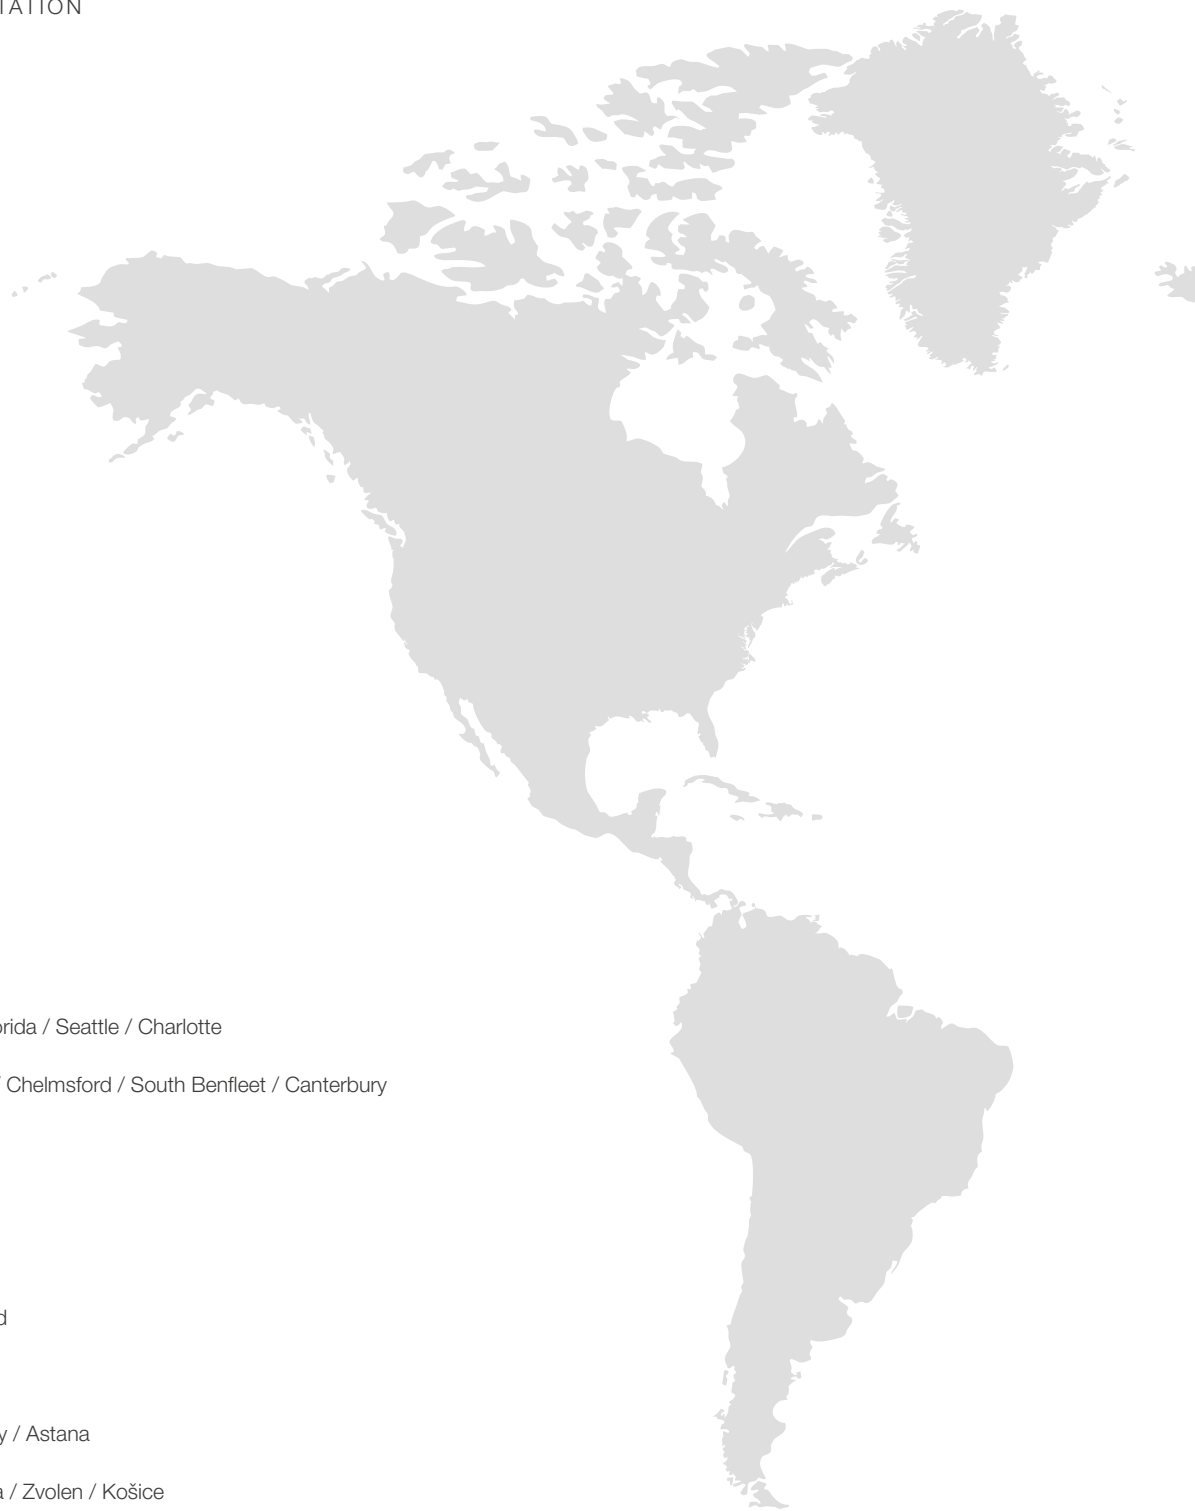 TATION
orida / Seattle / Charlotte
/ Chelmsford / South Benfleet / Canterbury
d
y / Astana
a / Zvolen / Košice